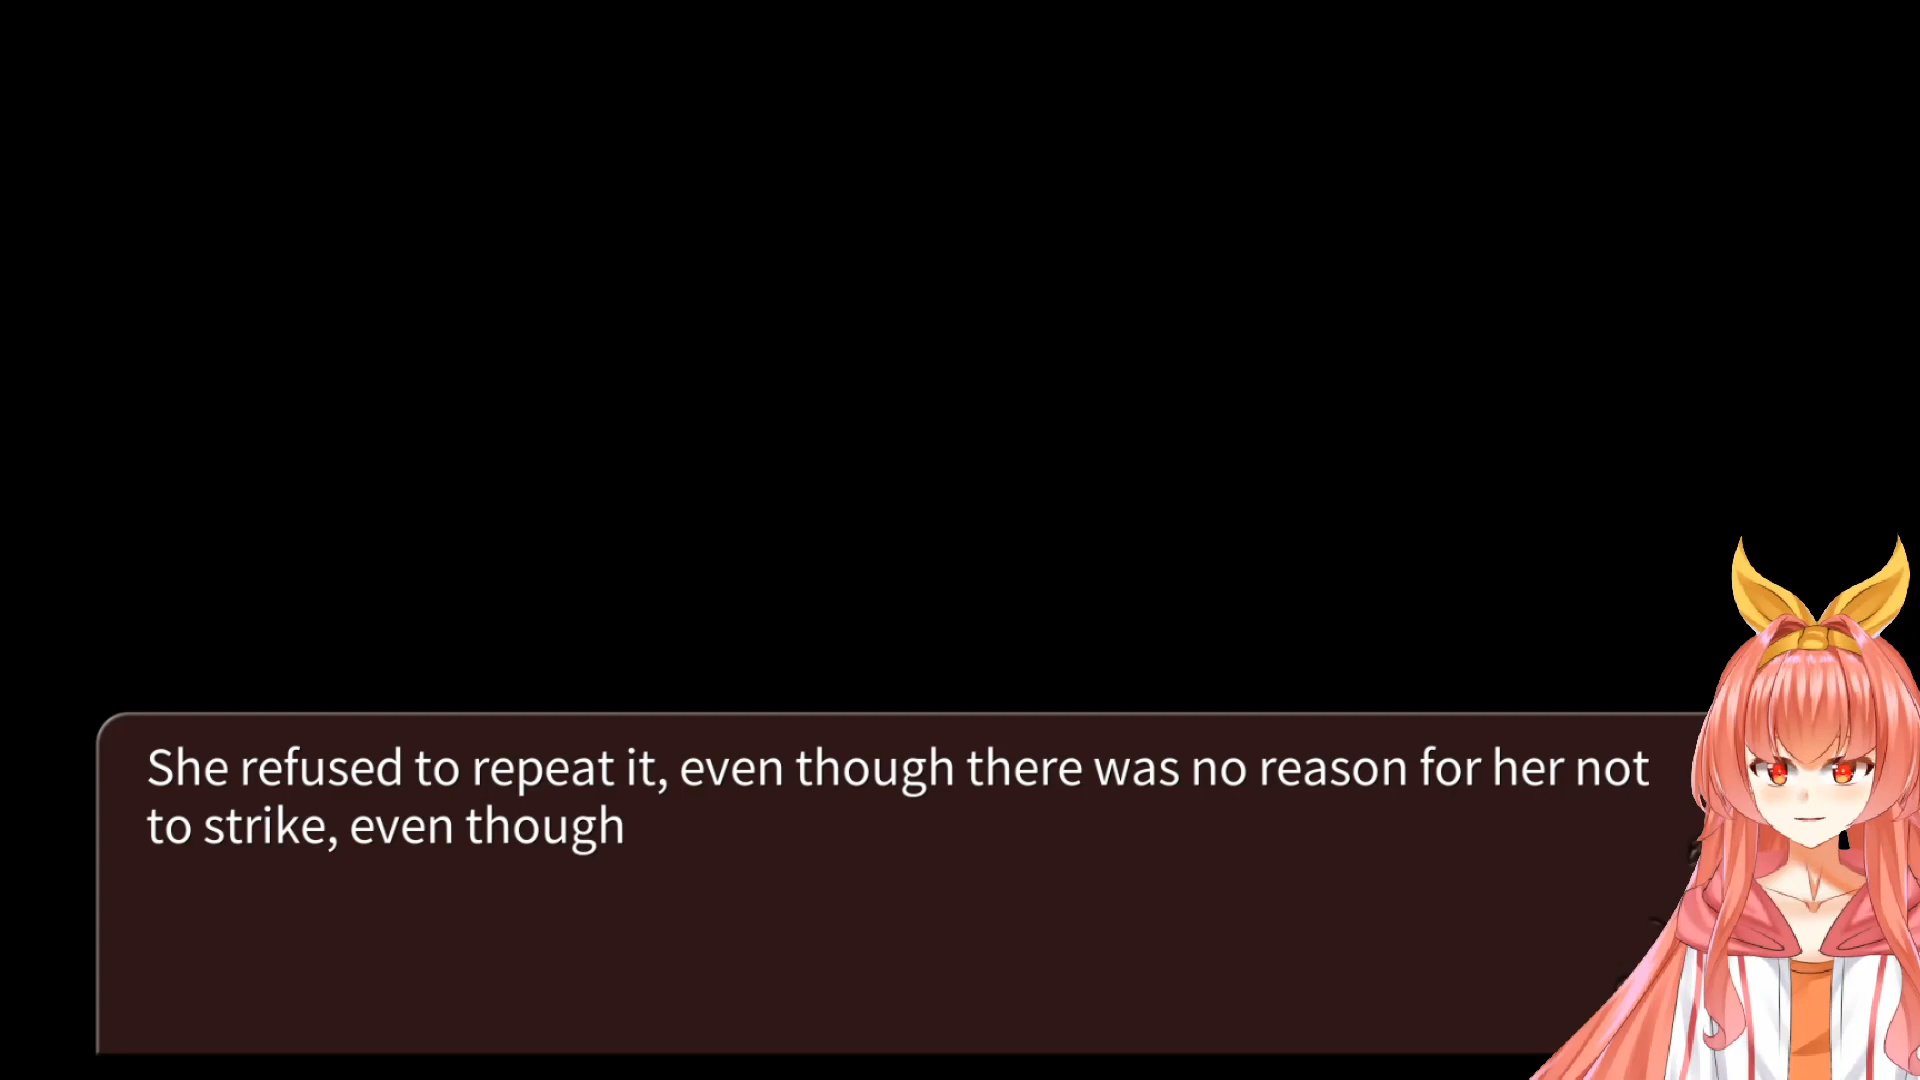 She refused to repeat it, even though there was no reason for her not
to strike, even though